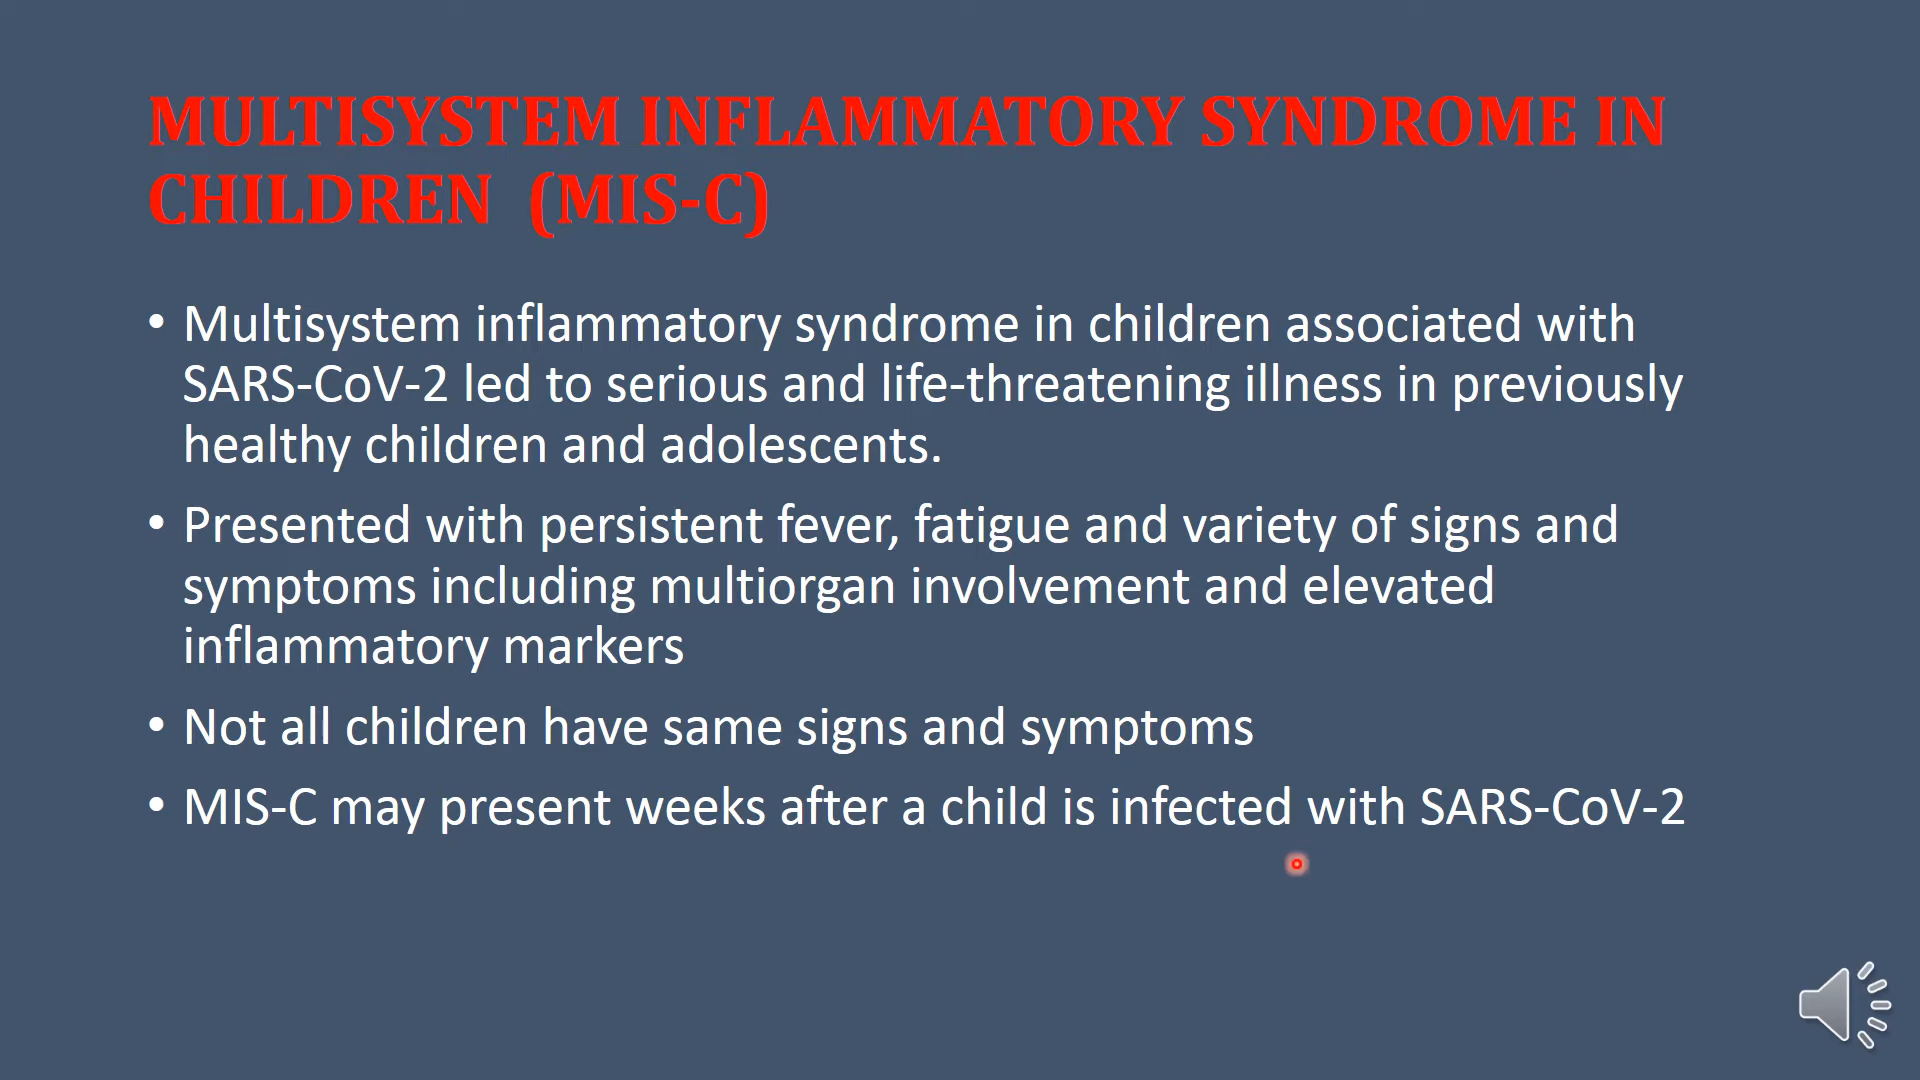 MULTISYSTEM INFLAMMATORY SYNDROME IN
CHILDREN (MIS-C)
• Multisystem inflammatory syndrome in children associated with
SARS-CoV-2 led to serious and life-threatening illness in previously
healthy children and adolescents.
• Presented with persistent fever, fatigue and variety of signs and
symptoms including multiorgan involvement and elevated
inflammatory markers
• Not all children have same signs and symptoms
• MIS-C may present weeks after a child is infected with SARS-CoV-2